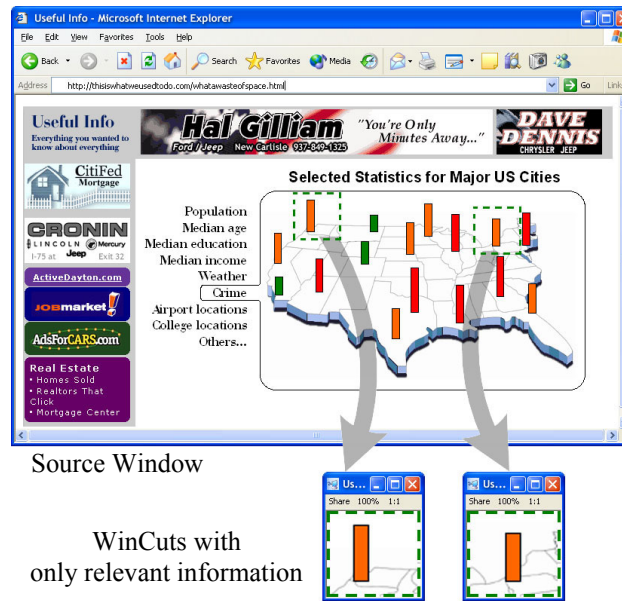 Useful Info - Microsoft Internet Explorer
File Edit View Favorites Tools Help
Back Search Favorites Media
Address http://thisiswhatweusedtodo.com/whatawasteofspace.html Go Link
Useful Info
Everything you wanted to
know about everything
Hal Gilliam
Ford / Jeep New Carlisle 937-849-1325
"You're Only
Minutes Away..."
DAVE
DENNIS
CHRYSLER JEEP
CitiFed
Mortgage
CRONIN
LINCOLN Mercury
I-75 at Jeep Exit 32
ActiveDayton.com
JOBmarket!
AdsForCARS.com
Real Estate
• Homes Sold
• Realtors That
Click
• Mortgage Center
Selected Statistics for Major US Cities
Population
Median age
Median education
Median income
Weather
Crime
Airport locations
College locations
Others...
Source Window
WinCuts with
only relevant information
Us...
Share 100% 1:1
Us...
Share 100% 1:1